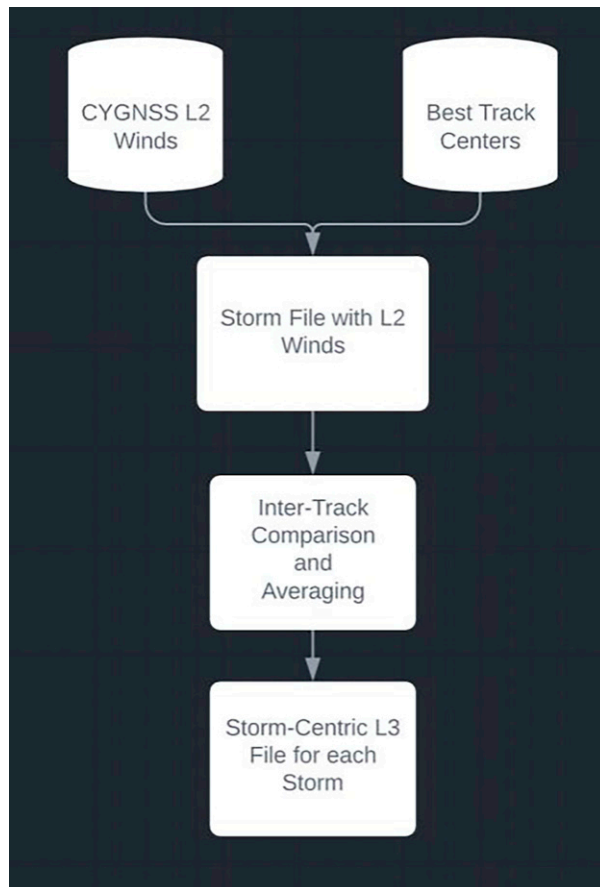 CYGNSS L2
Winds
Best Track
Centers
Storm File with L2
Winds
Inter-Track
Comparison
and
Averaging
Storm-Centric L3
File for each
Storm